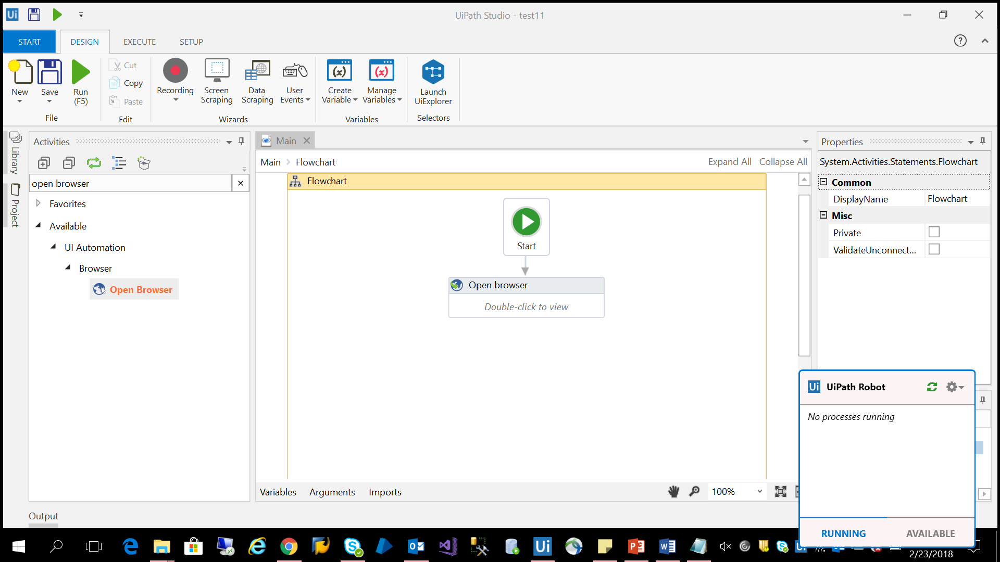 Ui
UiPath Studio - test11
START
DESIGN
EXECUTE
SETUP
?
New
Save
Run
(F5)
File
Cut
Copy
Paste
Edit
Recording
Screen
Scraping
Data
Scraping
User
Events
Wizards
(x)
Create
Variable
(x)
Manage
Variables
Variables
Launch
UiExplorer
Selectors
Library
Project
Activities
open browser
Favorites
Available
UI Automation
Browser
Open Browser
Main
Main
Flowchart
Expand All
Collapse All
Flowchart
Start
Open browser
Double-click to view
Variables
Arguments
Imports
100%
Properties
System.Activities.Statements.Flowchart
Common
DisplayName
Flowchart
Misc
Private
ValidateUnconnect...
Ui
UiPath Robot
No processes running
RUNNING
AVAILABLE
Output
Ui
2/23/2018